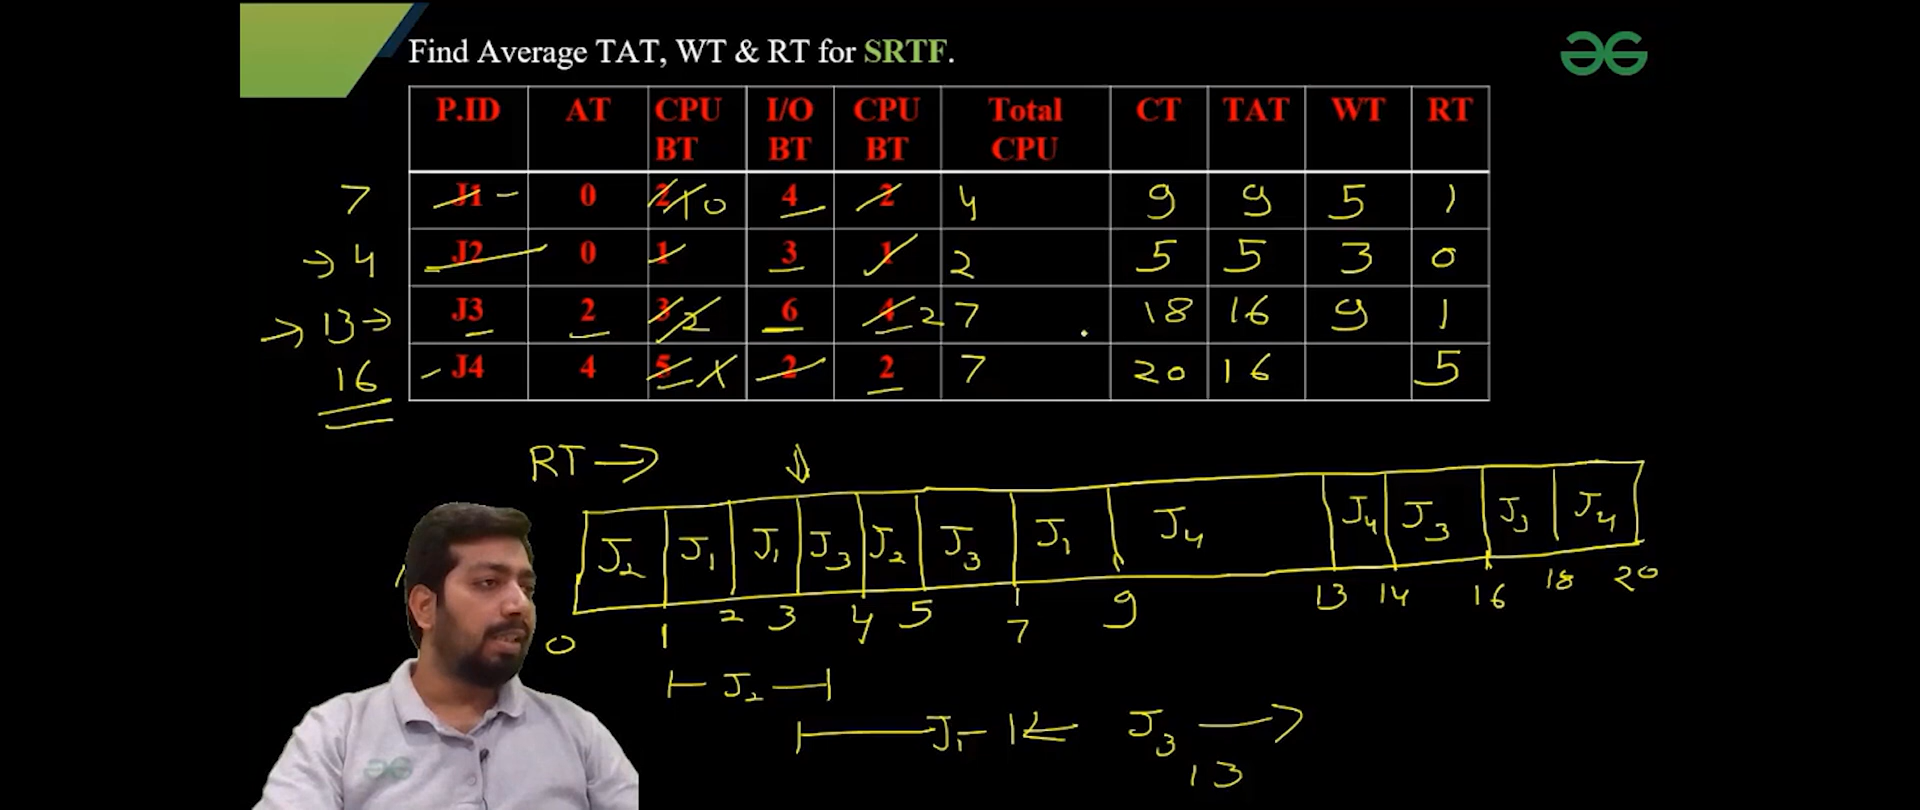 Find Average TAT, WT & RT for SRTF.
P.ID AT CPU BT I/O BT CPU BT Total CPU CT TAT WT RT
7 J1 0 2 1 0 4 2 4 9 9 5 1
4 J2 0 1 3 1 2 5 5 3 0
13 J3 2 3 2 6 4 2 7 18 16 9 1
16 J4 4 5 1 2 2 7 20 16 5
RT
J2 J1 J1 J3 J2 J3 J1 J4 J4 J3 J3 J4
0 1 2 3 4 5 7 9 13 14 16 18 20
J2
J1 J3
13